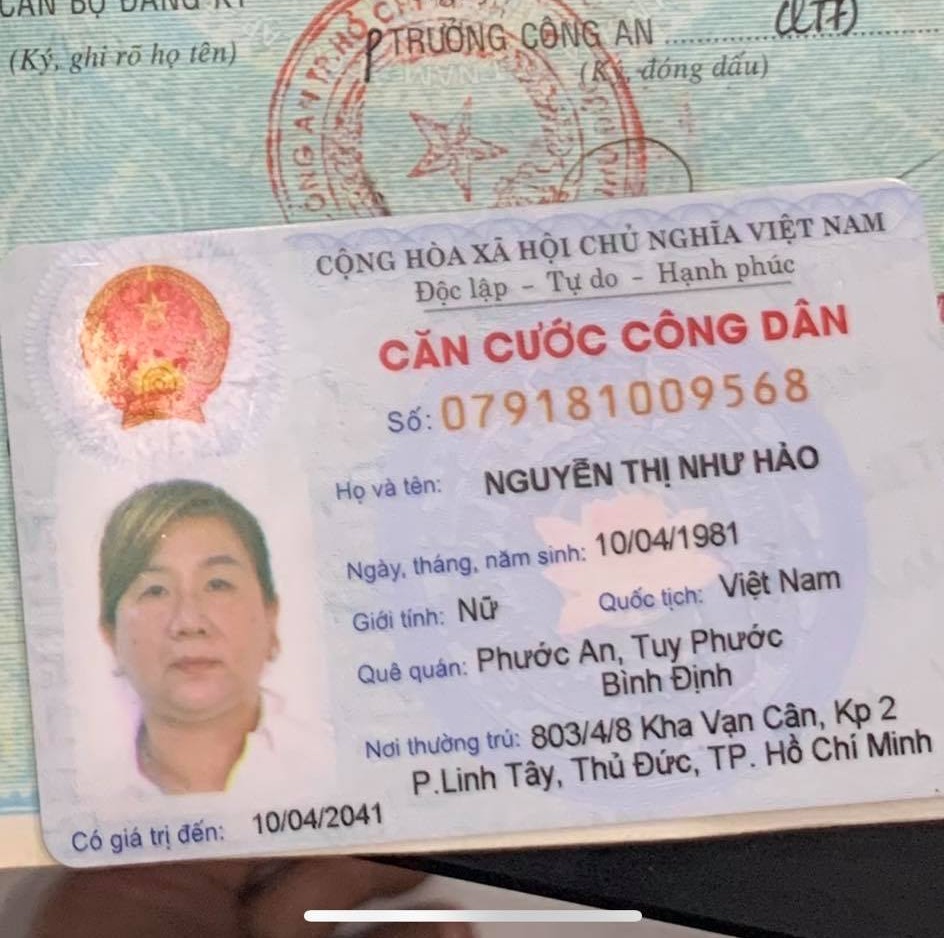 CÁN BỘ ĐĂNG KÝ
(Ký, ghi rõ họ tên)
TRƯỞNG CÔNG AN
(Ký, đóng dấu)
CỘNG HÒA XÃ HỘI CHỦ NGHĨA VIỆT NAM
Độc lập - Tự do - Hạnh phúc
CĂN CƯỚC CÔNG DÂN
Số: 079181009568
Họ và tên: NGUYỄN THỊ NHƯ HẢO
Ngày, tháng, năm sinh: 10/04/1981
Giới tính: Nữ Quốc tịch: Việt Nam
Quê quán: Phước An, Tuy Phước
Bình Định
Nơi thường trú: 803/4/8 Kha Vạn Cân, Kp 2
P.Linh Tây, Thủ Đức, TP. Hồ Chí Minh
Có giá trị đến: 10/04/2041